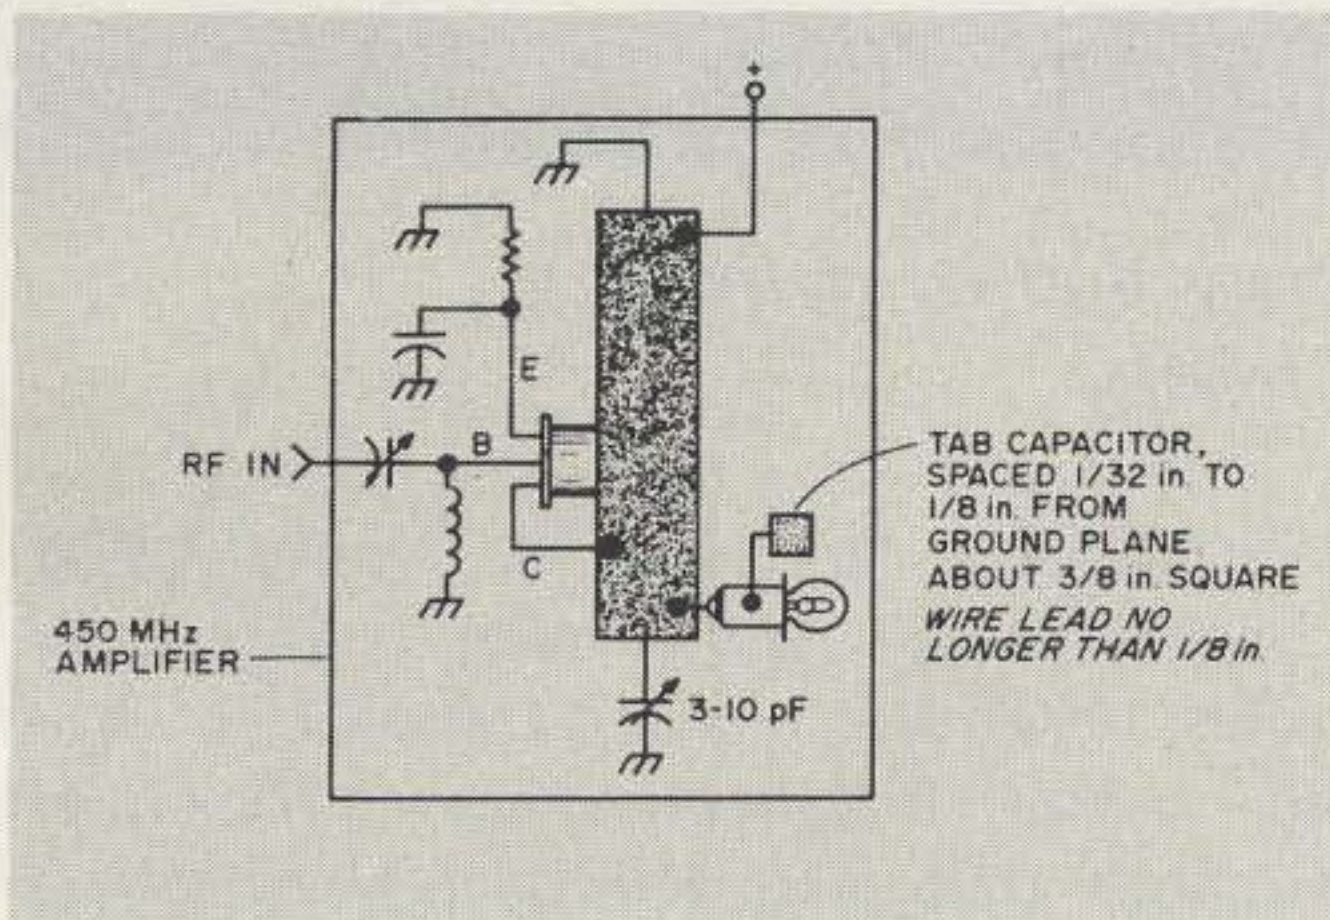 +
E
B
RF IN
C
TAB CAPACITOR,
SPACED 1/32 in. TO
1/8 in. FROM
GROUND PLANE.
ABOUT 3/8 in. SQUARE
WIRE LEAD NO
LONGER THAN 1/8 in.
450 MHz
AMPLIFIER
3-10 pF